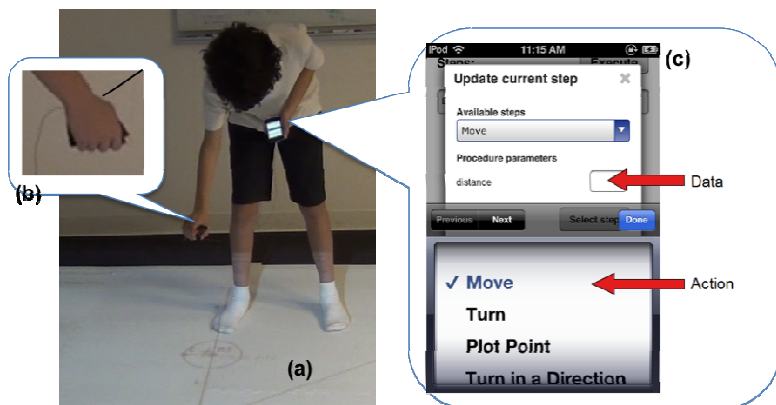 (b)
(a)
iPod 11:15 AM
(c)
Steps: Execute
Update current step
Available steps
Move
Procedure parameters
distance
Data
Previous Next Select step Done
✓ Move
Action
Turn
Plot Point
Turn in a Direction